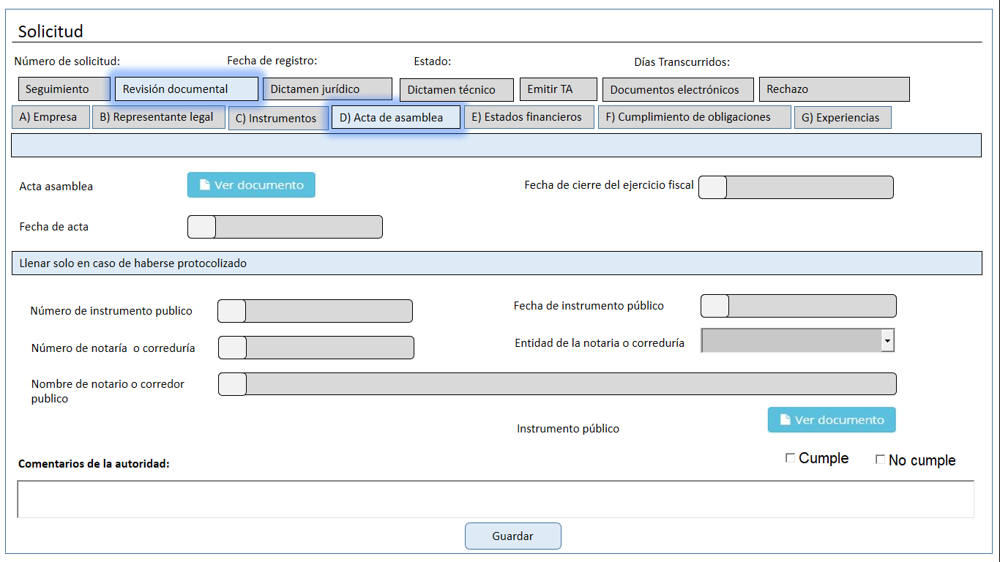 Solicitud
Número de solicitud: Fecha de registro: Estado: Días Transcurridos:
Seguimiento Revisión documental Dictamen jurídico Dictamen técnico Emitir TA Documentos electrónicos Rechazo
A) Empresa B) Representante legal C) Instrumentos D) Acta de asamblea E) Estados financieros F) Cumplimiento de obligaciones G) Experiencias
Acta asamblea Ver documento Fecha de cierre del ejercicio fiscal
Fecha de acta
Llenar solo en caso de haberse protocolizado
Número de instrumento publico Fecha de instrumento público
Número de notaría o correduría Entidad de la notaria o correduría
Nombre de notario o corredor
publico
Instrumento público Ver documento
Comentarios de la autoridad: Cumple No cumple
Guardar